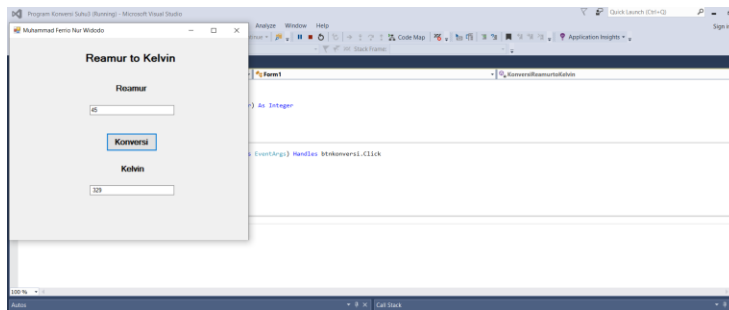 Program Konversi Suhu3 (Running) - Microsoft Visual Studio
Quick Launch (Ctrl+Q)
Sign in
Muhammad Ferrio Nur Widodo
Analyze Window Help
Code Map
Application Insights
Stack Frame:
Form1
KonversiReamurtoKelvin
Reamur to Kelvin
Reamur
45
Konversi
Kelvin
329
) As Integer
EventArgs) Handles btnkonversi.Click
100 %
Autos
Call Stack